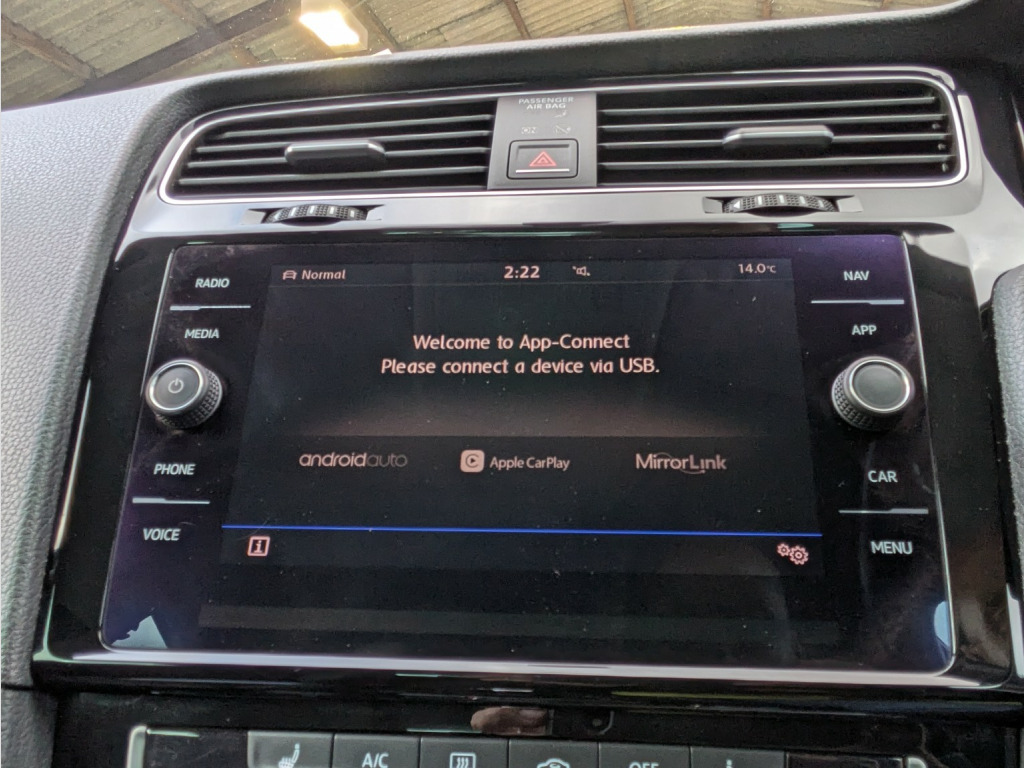 PASSENGER
AIR BAG
RADIO
Normal
2:22
14.0°C
NAV
MEDIA
APP
Welcome to App-Connect
Please connect a device via USB.
PHONE
androidauto
Apple CarPlay
MirrorLink
CAR
VOICE
i
MENU
A/C
OFF